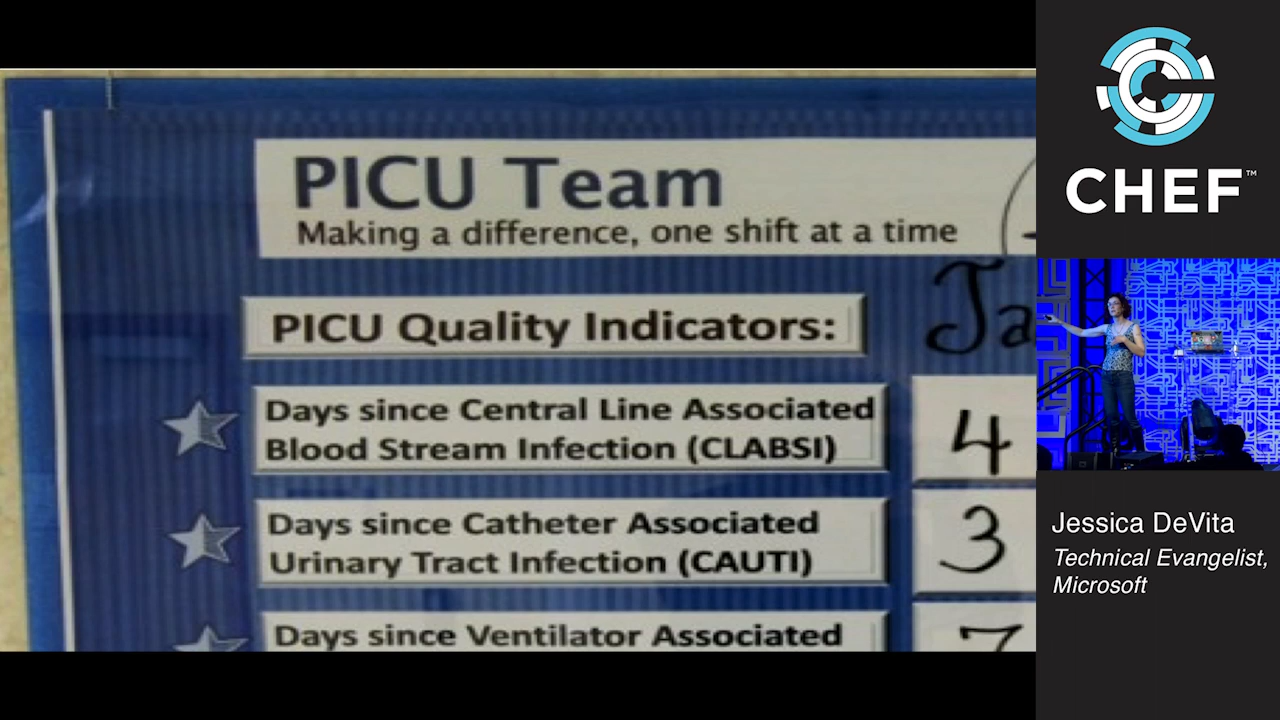 PICU Team
Making a difference, one shift at a time
PICU Quality Indicators:
Days since Central Line Associated
Blood Stream Infection (CLABSI)
4
Days since Catheter Associated
Urinary Tract Infection (CAUTI)
3
Days since Ventilator Associated
7
CHEF™
Jessica DeVita
Technical Evangelist,
Microsoft